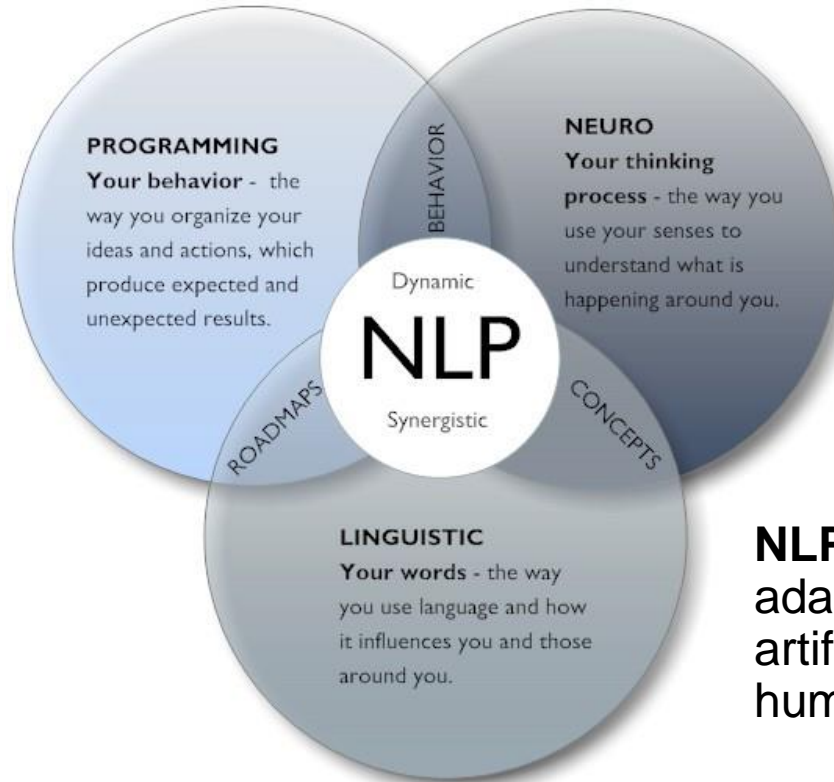 PROGRAMMING
Your behavior - the
way you organize your
ideas and actions, which
produce expected and
unexpected results.
BEHAVIOR
NEURO
Your thinking
process - the way you
use your senses to
understand what is
happening around you.
Dynamic
NLP
Synergistic
ROADMAPS
CONCEPTS
LINGUISTIC
Your words - the way
you use language and how
it influences you and those
around you.
NLP
ada
artif
hum